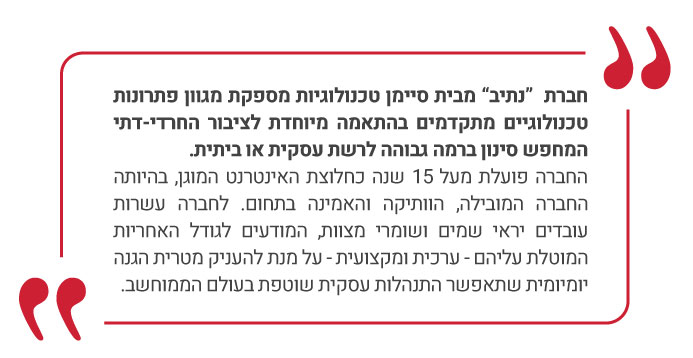 חברת ״נתיב״ מבית סיימן טכנולוגיות מספקת מגוון פתרונות
טכנולוגיים מתקדמים בהתאמה מיוחדת לציבור החרדי-דתי
המחפש סינון ברמה גבוהה לרשת עסקית או ביתית.
החברה פועלת מעל 15 שנה כחלוצת האינטרנט המוגן, בהיותה
החברה המובילה, הוותיקה והאמינה בתחום. לחברה עשרות
עובדים יראי שמים ושומרי מצוות, המודעים לגודל האחריות
המוטלת עליהם - ערכית ומקצועית - על מנת להעניק מטרית הגנה
יומיומית שתאפשר התנהלות עסקית שוטפת בעולם הממוחשב.